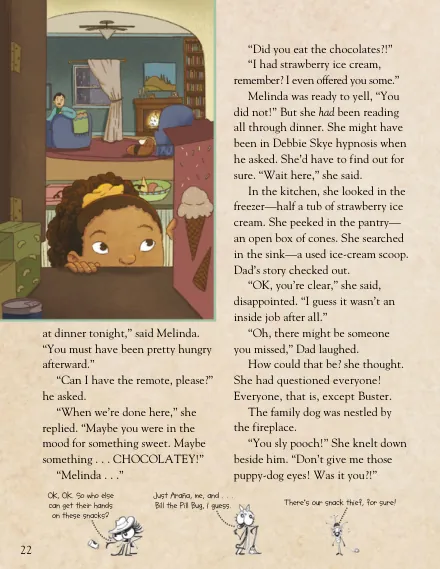 at dinner tonight,” said Melinda.
“You must have been pretty hungry
afterward.”
“Can I have the remote, please?”
he asked.
“When we’re done here,” she
replied. “Maybe you were in the
mood for something sweet. Maybe
something . . . CHOCOLATEY!”
“Melinda . . .”
“Did you eat the chocolates?!”
“I had strawberry ice cream,
remember? I even offered you some.”
Melinda was ready to yell, “You
did not!” But she had been reading
all through dinner. She might have
been in Debbie Skye hypnosis when
he asked. She’d have to find out for
sure. “Wait here,” she said.
In the kitchen, she looked in the
freezer—half a tub of strawberry ice
cream. She peeked in the pantry—
an open box of cones. She searched
in the sink—a used ice-cream scoop.
Dad’s story checked out.
“OK, you’re clear,” she said,
disappointed. “I guess it wasn’t an
inside job after all.”
“Oh, there might be someone
you missed,” Dad laughed.
How could that be? she thought.
She had questioned everyone!
Everyone, that is, except Buster.
The family dog was nestled by
the fireplace.
“You sly pooch!” She knelt down
beside him. “Don’t give me those
puppy-dog eyes! Was it you?!”
OK, OK. So who else
can get their hands
on these snacks?
Just Araña, me, and . . .
Bill the Pill Bug, I guess.
There’s our snack thief, for sure!
22